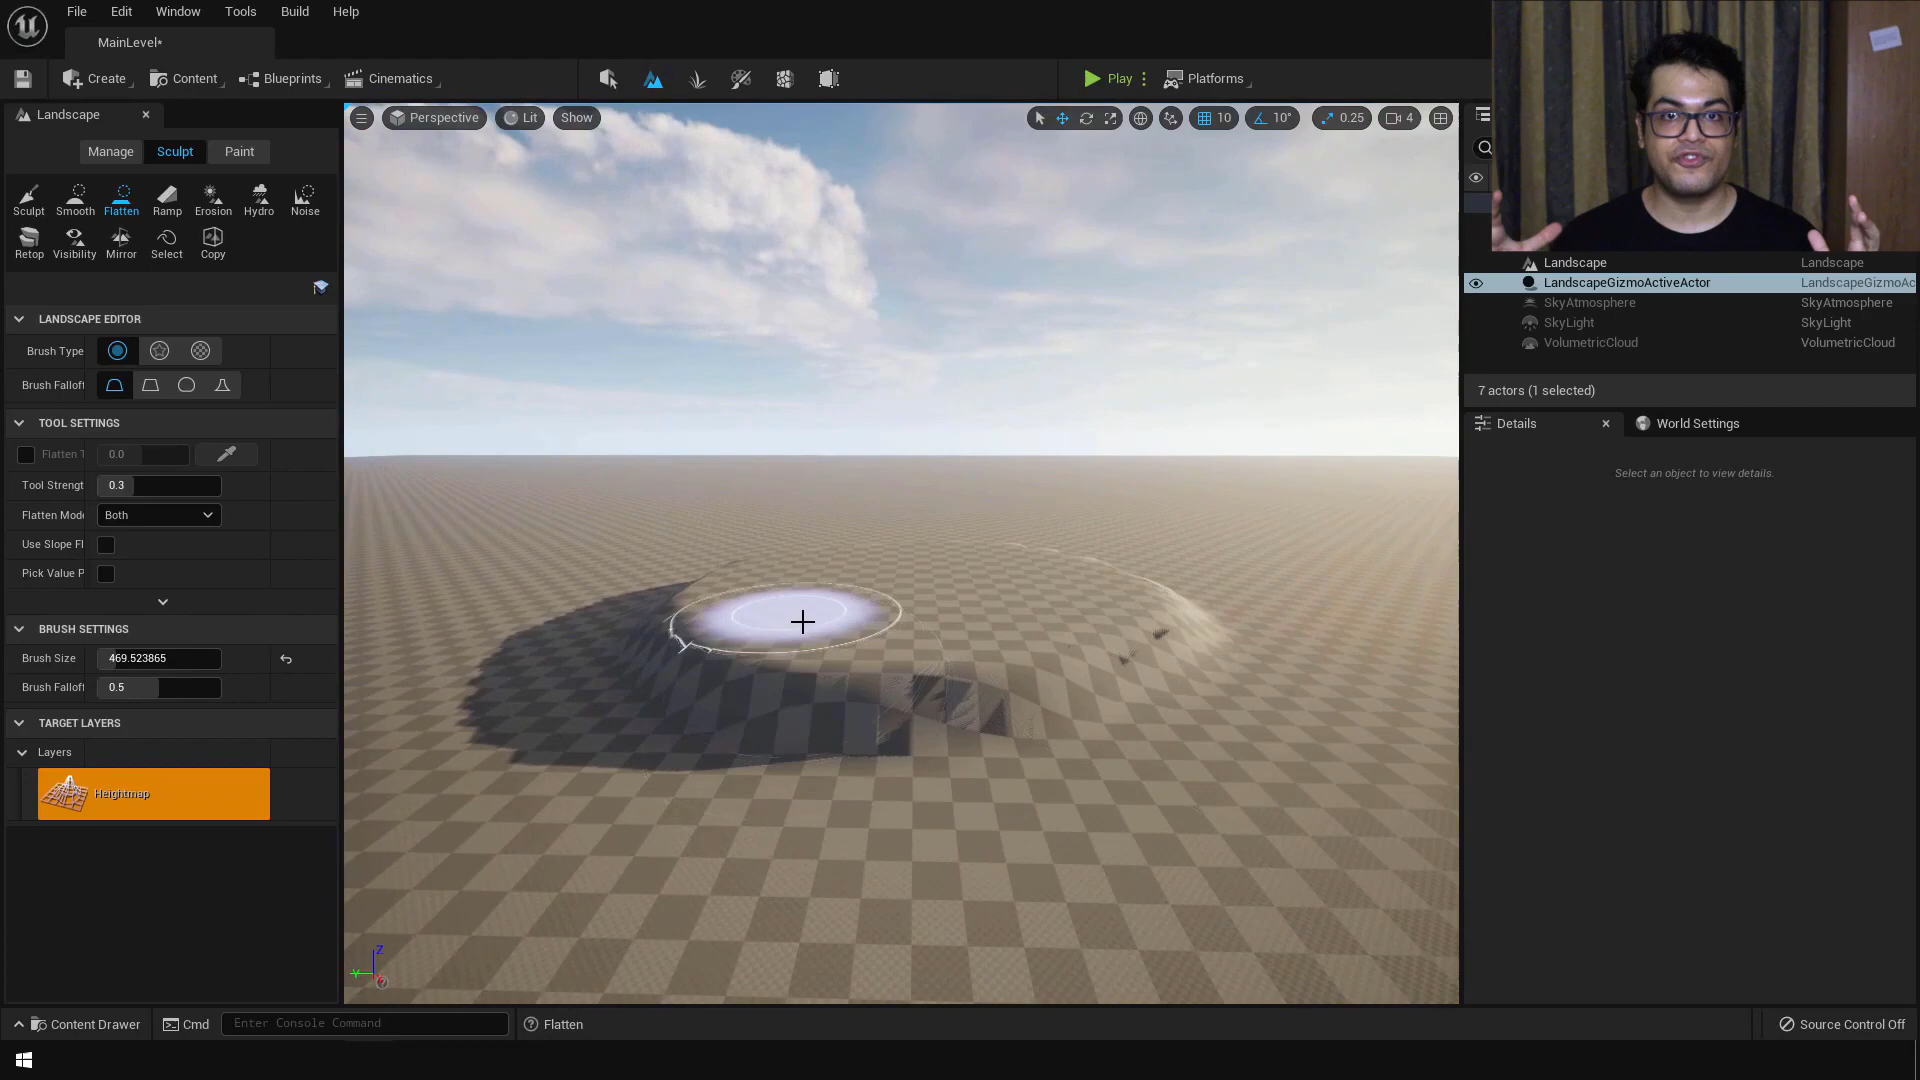 File Edit Window Tools Build Help
MainLevel*
Create Content Blueprints Cinematics Play Platforms
Landscape
Manage Sculpt Paint
Sculpt Smooth Flatten Ramp Erosion Hydro Noise
Retop Visibility Mirror Select Copy
LANDSCAPE EDITOR
Brush Type
Brush Falloff
TOOL SETTINGS
Flatten T 0.0
Tool Strengt 0.3
Flatten Mode Both
Use Slope Fl
Pick Value P
BRUSH SETTINGS
Brush Size 469.523865
Brush Falloff 0.5
TARGET LAYERS
Layers
Heightmap
Perspective Lit Show 10 10° 0.25 4
Z
Y
Landscape Landscape
LandscapeGizmoActiveActor LandscapeGizmoAc
SkyAtmosphere SkyAtmosphere
SkyLight SkyLight
VolumetricCloud VolumetricCloud
7 actors (1 selected)
Details World Settings
Select an object to view details.
Content Drawer Cmd Enter Console Command Flatten Source Control Off